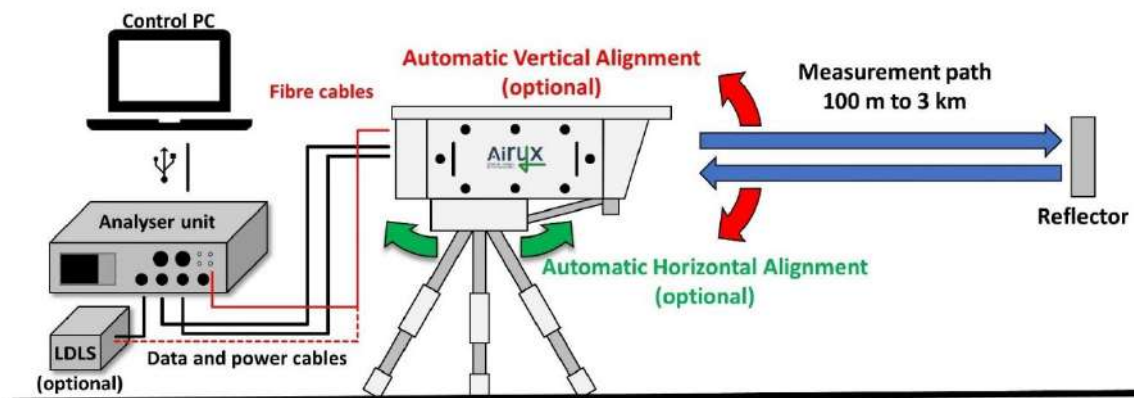 Control PC
Automatic Vertical Alignment
(optional)
Fibre cables
Measurement path
100 m to 3 km
AiRYX
Analyser unit
Reflector
Automatic Horizontal Alignment
(optional)
LDLS
(optional)
Data and power cables